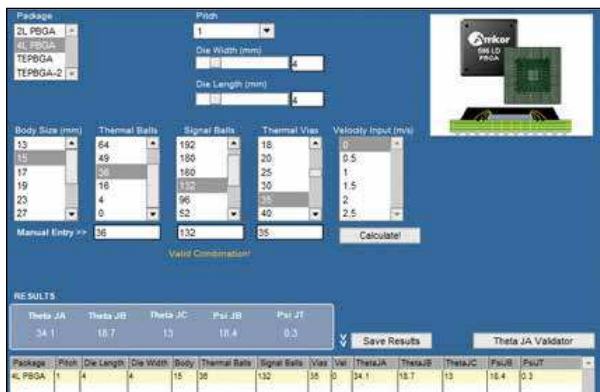 Package
2L PBGA
4L PBGA
TEPBGA
TEPBGA-2
Pitch
1
Die Width (mm)
4
Die Length (mm)
4
Amkor
PBGA
Body Size (mm) Thermal Balls Signal Balls Thermal Vias Velocity Input (m/s)
13 64 192 18 0
15 49 180 20 0.5
17 36 160 25 1
19 16 132 30 1.5
23 4 96 35 2
27 0 52 40 2.5
Manual Entry >> 36 132 35 Calculate!
Valid Combination!
RESULTS
Theta JA Theta JB Theta JC Psi JB Psi JT
34.1 18.7 13 18.4 0.3
Save Results Theta JA Validator
Package Pitch Die Length Die Width Body Thermal Balls Signal Balls Vias Vel ThetaJA ThetaJB ThetaJC PsiJB PsiJT
4L PBGA 1 4 4 15 36 132 35 0 34.1 18.7 13 18.4 0.3